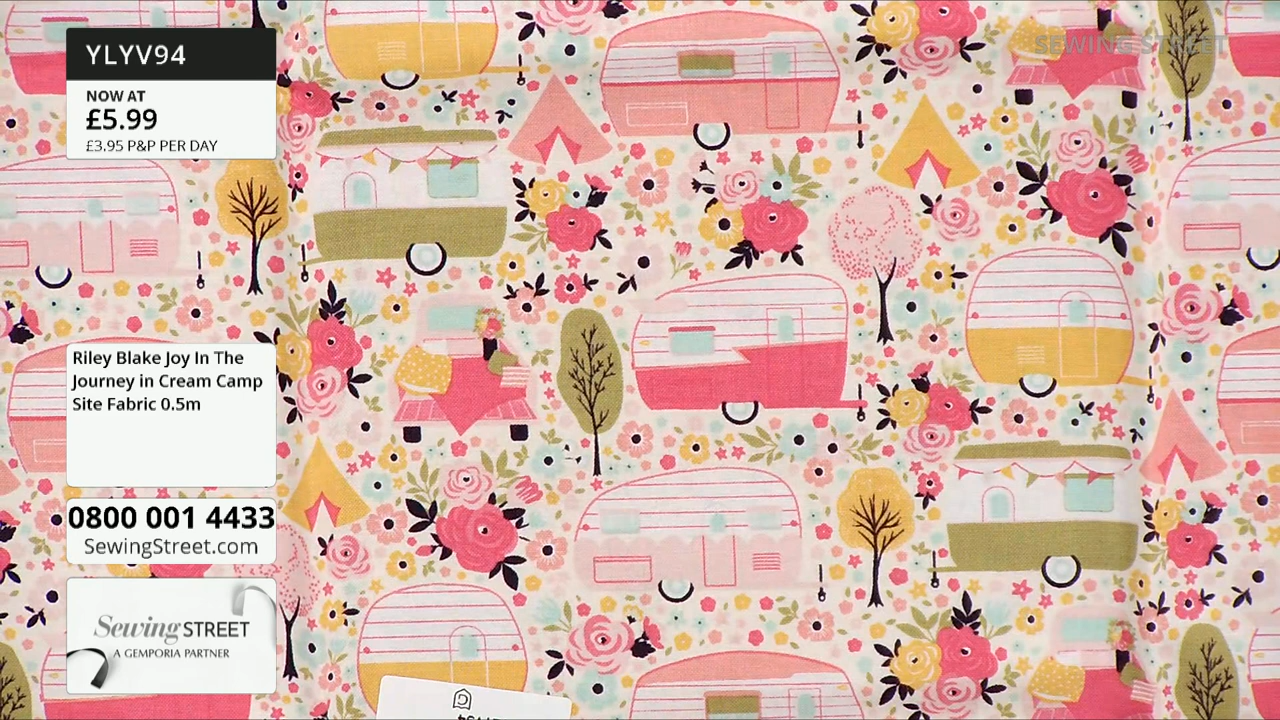 SEWING STREET
YLYV94
NOW AT
£5.99
£3.95 P&P PER DAY
Riley Blake Joy In The
Journey in Cream Camp
Site Fabric 0.5m
0800 001 4433
SewingStreet.com
Sewing STREET
A GEMPORIA PARTNER